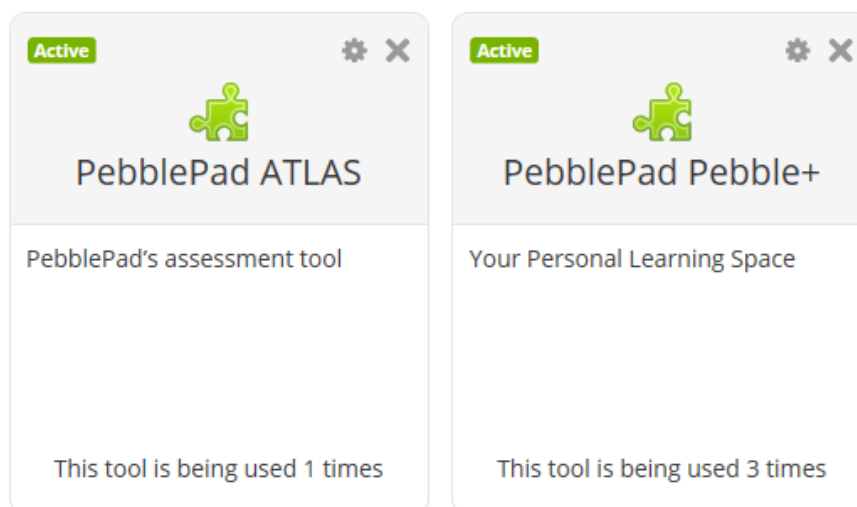 Active
PebblePad ATLAS
PebblePad’s assessment tool
This tool is being used 1 times
Active
PebblePad Pebble+
Your Personal Learning Space
This tool is being used 3 times